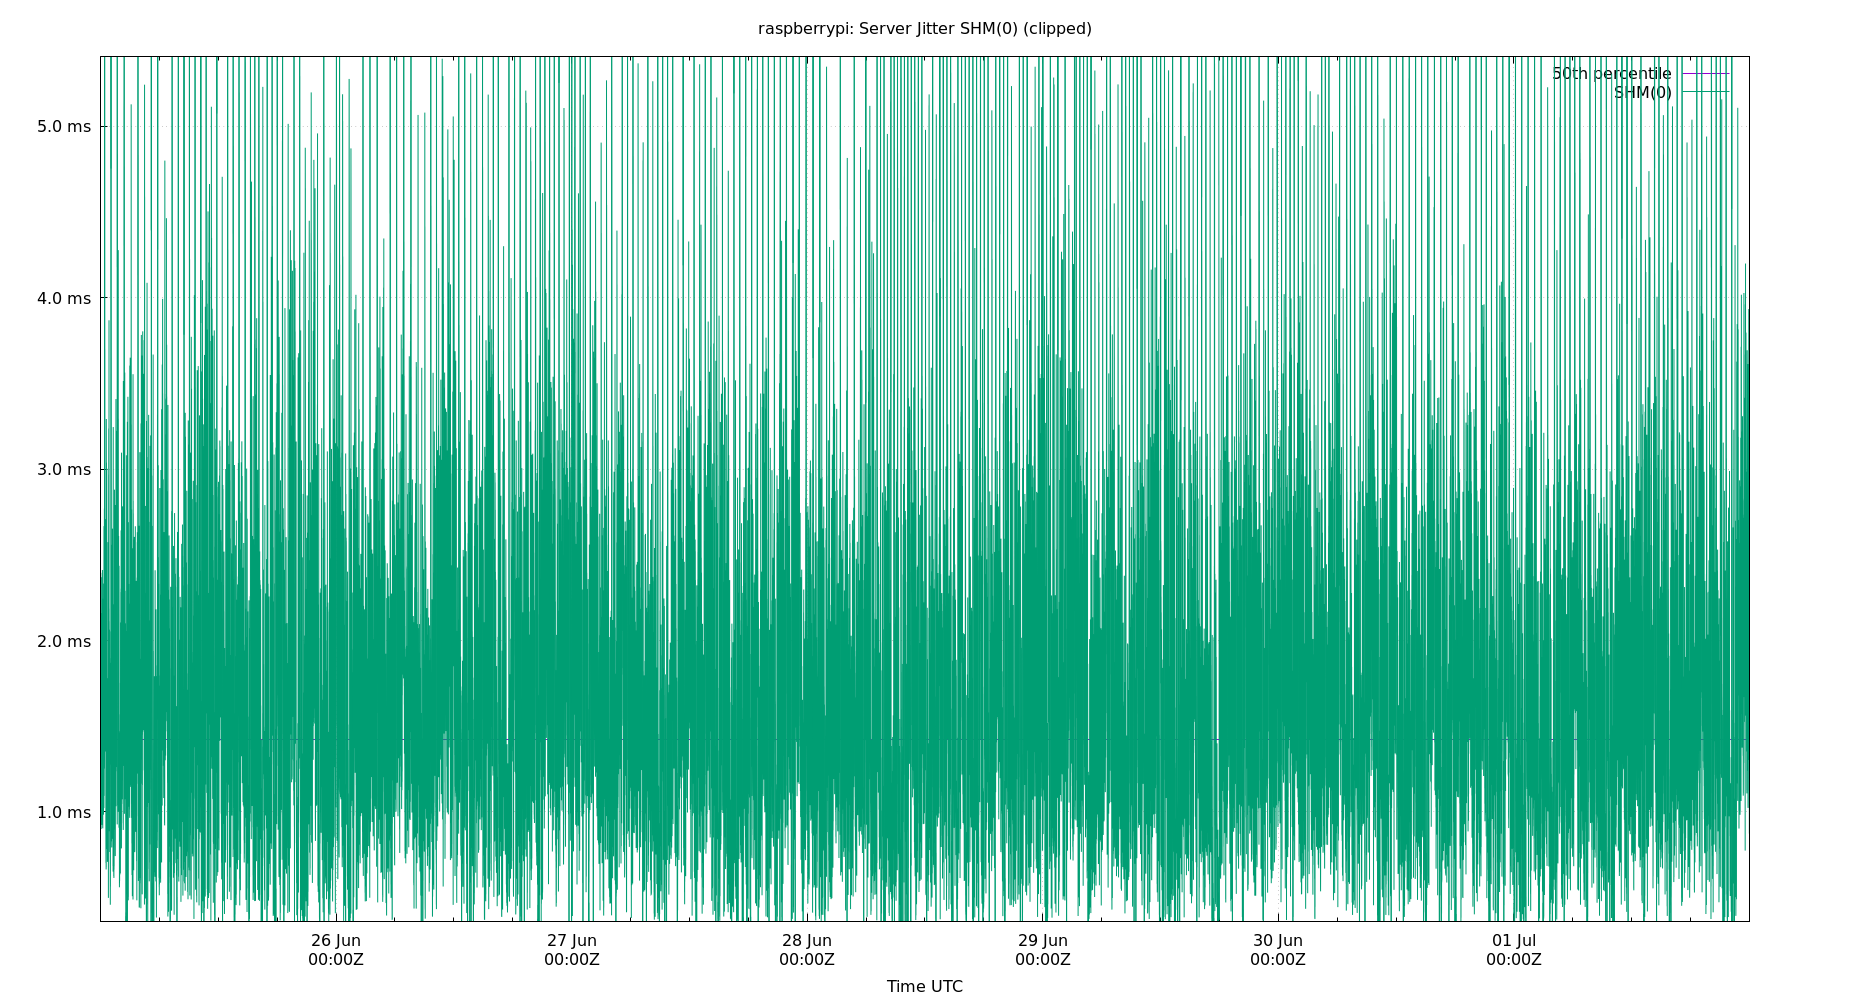 raspberrypi: Server Jitter SHM(0) (clipped)
50th percentile
SHM(0)
5.0 ms
4.0 ms
3.0 ms
2.0 ms
1.0 ms
26 Jun 27 Jun 28 Jun 29 Jun 30 Jun 01 Jul
00:00Z 00:00Z 00:00Z 00:00Z 00:00Z 00:00Z
Time UTC